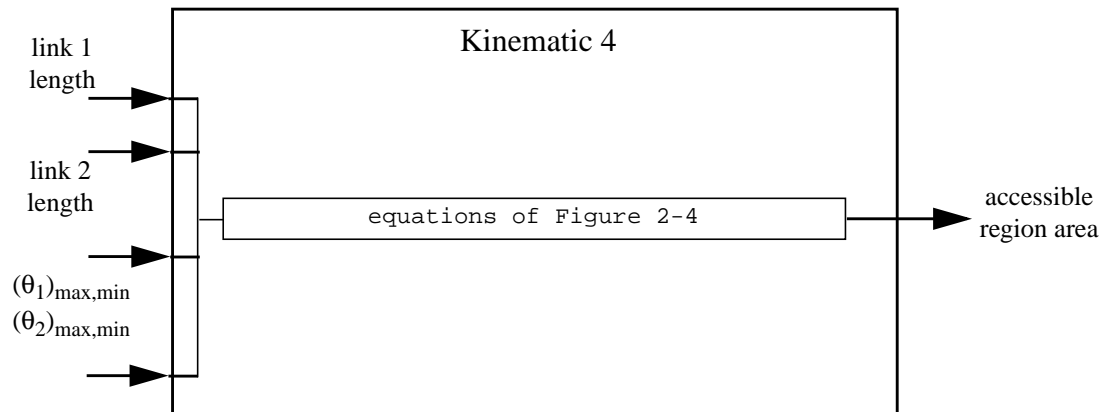 Kinematic 4
link 1
length
link 2
length
equations of Figure 2-4
accessible
region area
(θ1)max,min
(θ2)max,min